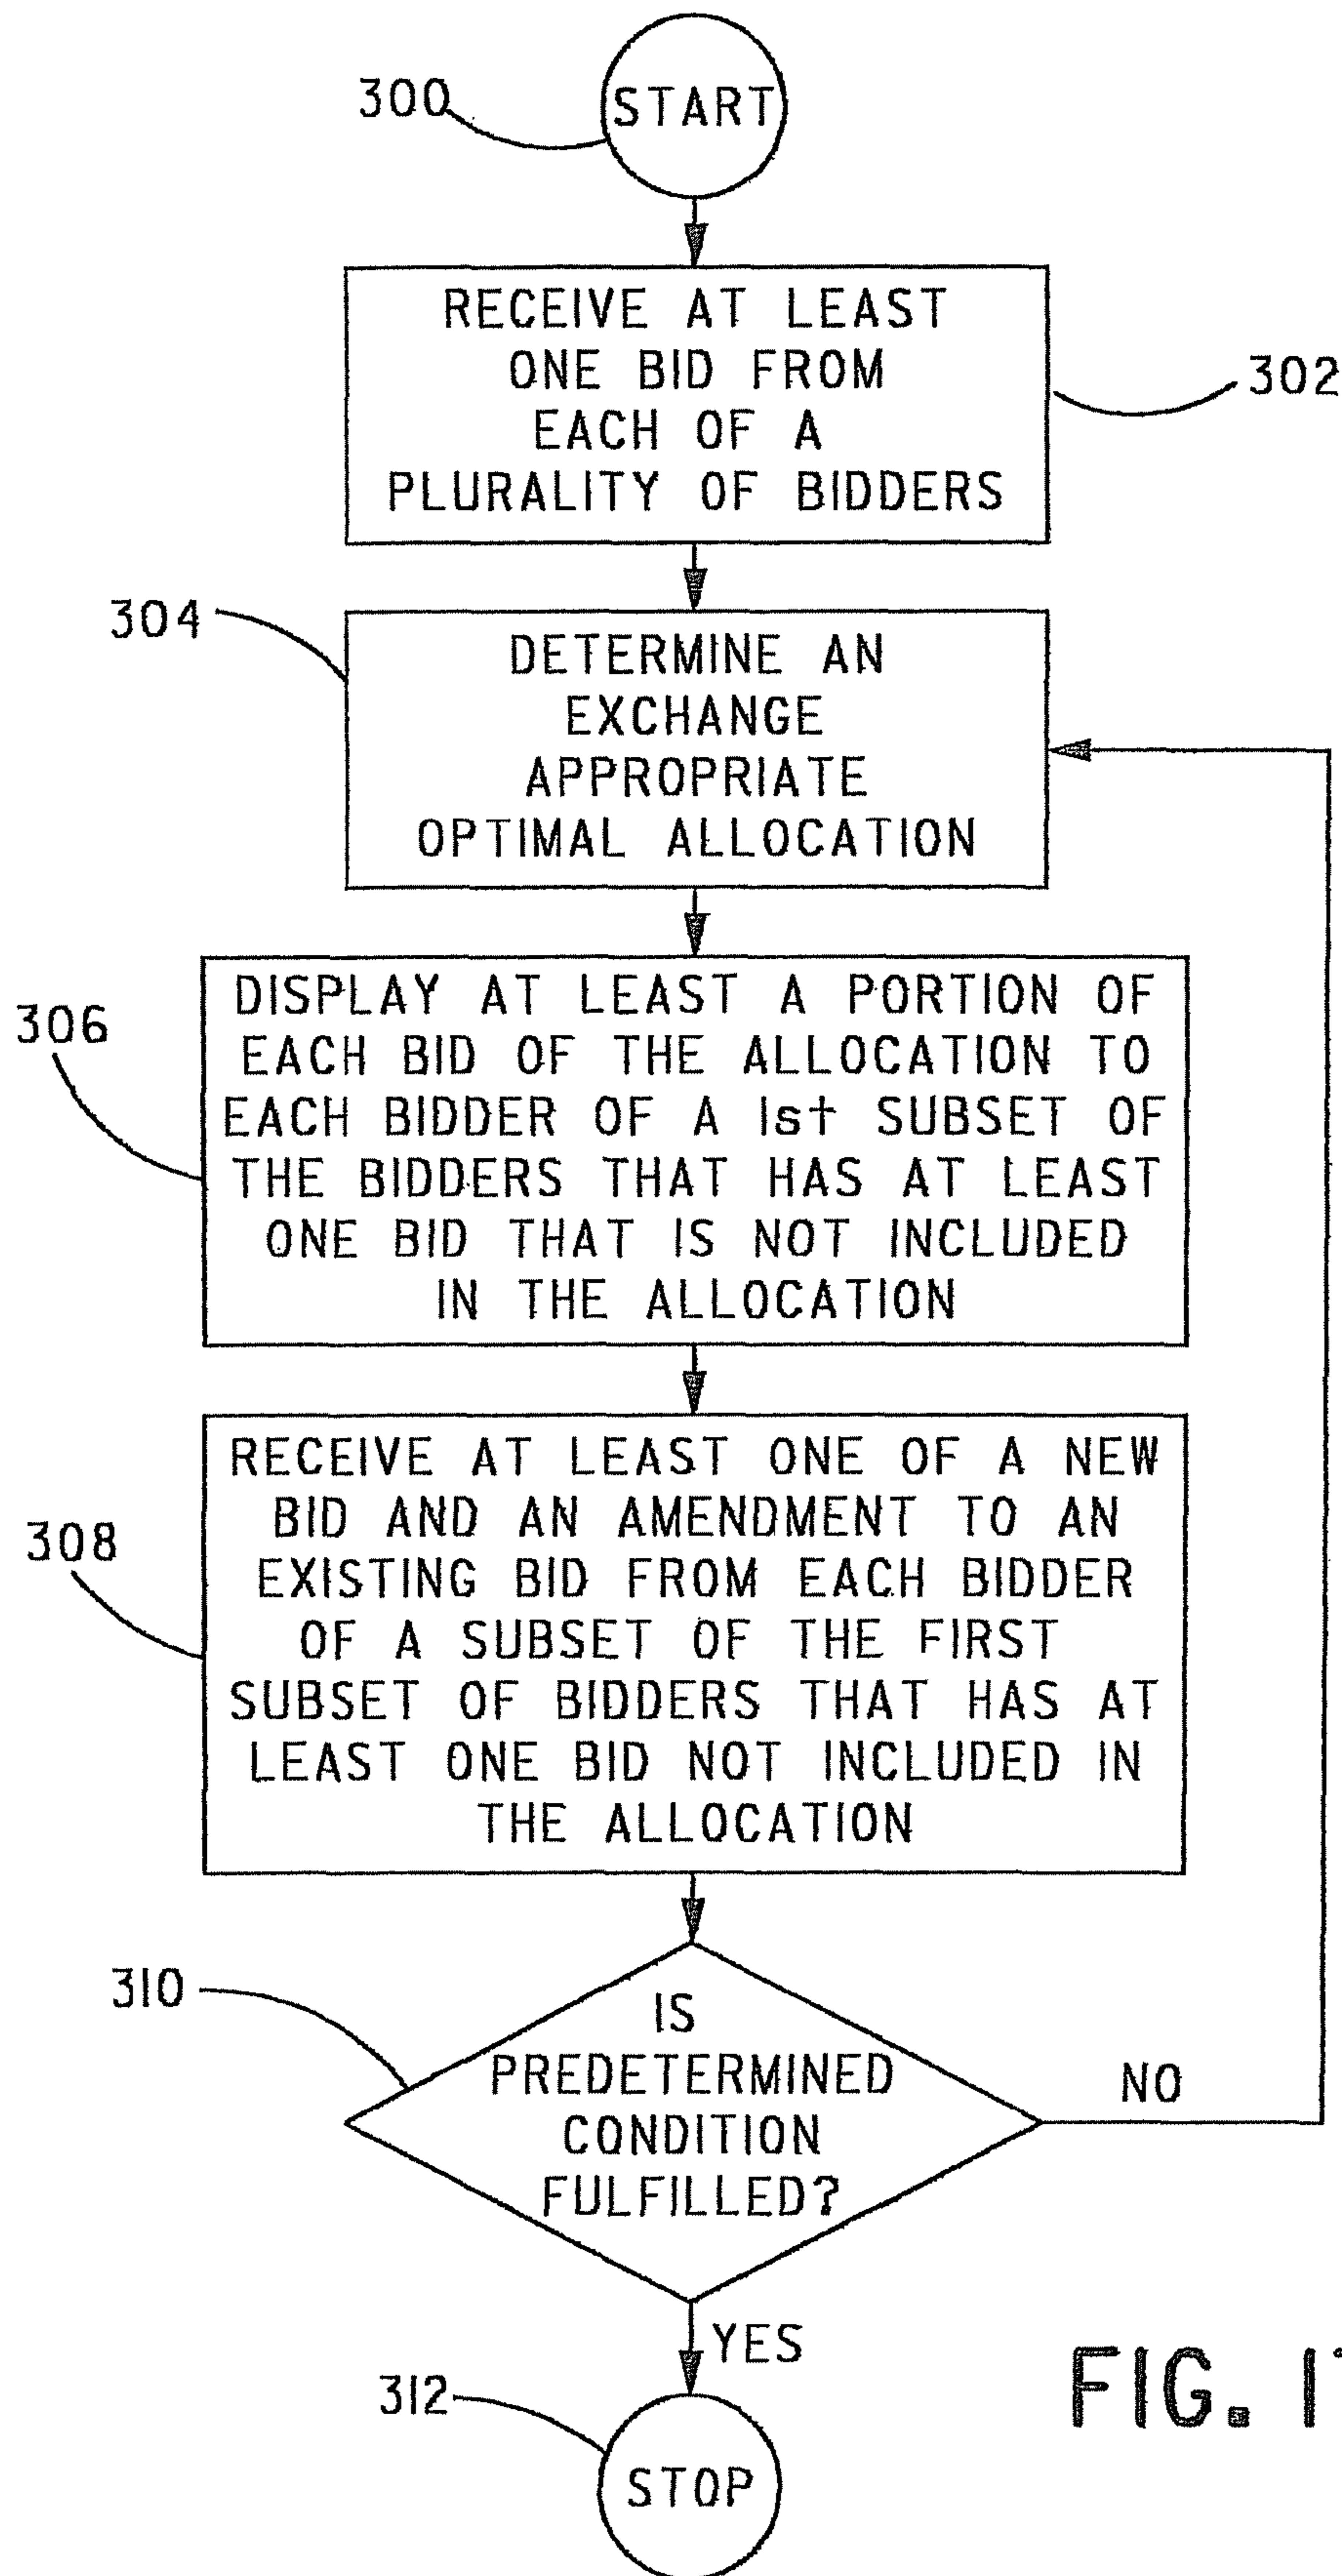 300
START
RECEIVE AT LEAST
ONE BID FROM
EACH OF A
PLURALITY OF BIDDERS
302
304
DETERMINE AN
EXCHANGE
APPROPRIATE
OPTIMAL ALLOCATION
306
DISPLAY AT LEAST A PORTION OF
EACH BID OF THE ALLOCATION TO
EACH BIDDER OF A 1st SUBSET OF
THE BIDDERS THAT HAS AT LEAST
ONE BID THAT IS NOT INCLUDED
IN THE ALLOCATION
308
RECEIVE AT LEAST ONE OF A NEW
BID AND AN AMENDMENT TO AN
EXISTING BID FROM EACH BIDDER
OF A SUBSET OF THE FIRST
SUBSET OF BIDDERS THAT HAS AT
LEAST ONE BID NOT INCLUDED IN
THE ALLOCATION
310
IS
PREDETERMINED
CONDITION
FULFILLED?
NO
YES
312
STOP
FIG.